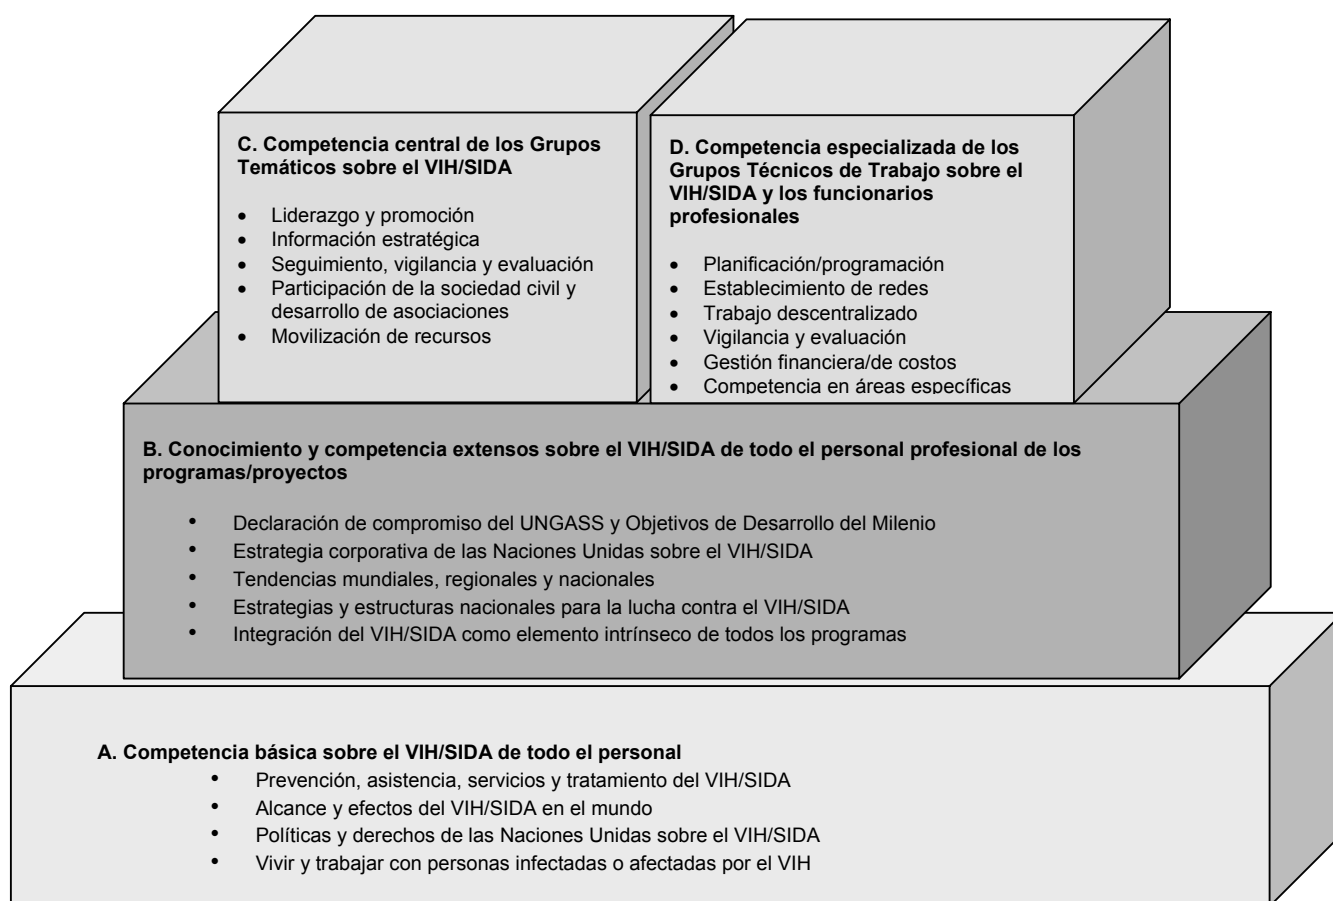 C. Competencia central de los Grupos
Temáticos sobre el VIH/SIDA
• Liderazgo y promoción
• Información estratégica
• Seguimiento, vigilancia y evaluación
• Participación de la sociedad civil y
desarrollo de asociaciones
• Movilización de recursos
D. Competencia especializada de los
Grupos Técnicos de Trabajo sobre el
VIH/SIDA y los funcionarios
profesionales
• Planificación/programación
• Establecimiento de redes
• Trabajo descentralizado
• Vigilancia y evaluación
• Gestión financiera/de costos
• Competencia en áreas específicas
B. Conocimiento y competencia extensos sobre el VIH/SIDA de todo el personal profesional de los
programas/proyectos
• Declaración de compromiso del UNGASS y Objetivos de Desarrollo del Milenio
• Estrategia corporativa de las Naciones Unidas sobre el VIH/SIDA
• Tendencias mundiales, regionales y nacionales
• Estrategias y estructuras nacionales para la lucha contra el VIH/SIDA
• Integración del VIH/SIDA como elemento intrínseco de todos los programas
A. Competencia básica sobre el VIH/SIDA de todo el personal
• Prevención, asistencia, servicios y tratamiento del VIH/SIDA
• Alcance y efectos del VIH/SIDA en el mundo
• Políticas y derechos de las Naciones Unidas sobre el VIH/SIDA
• Vivir y trabajar con personas infectadas o afectadas por el VIH